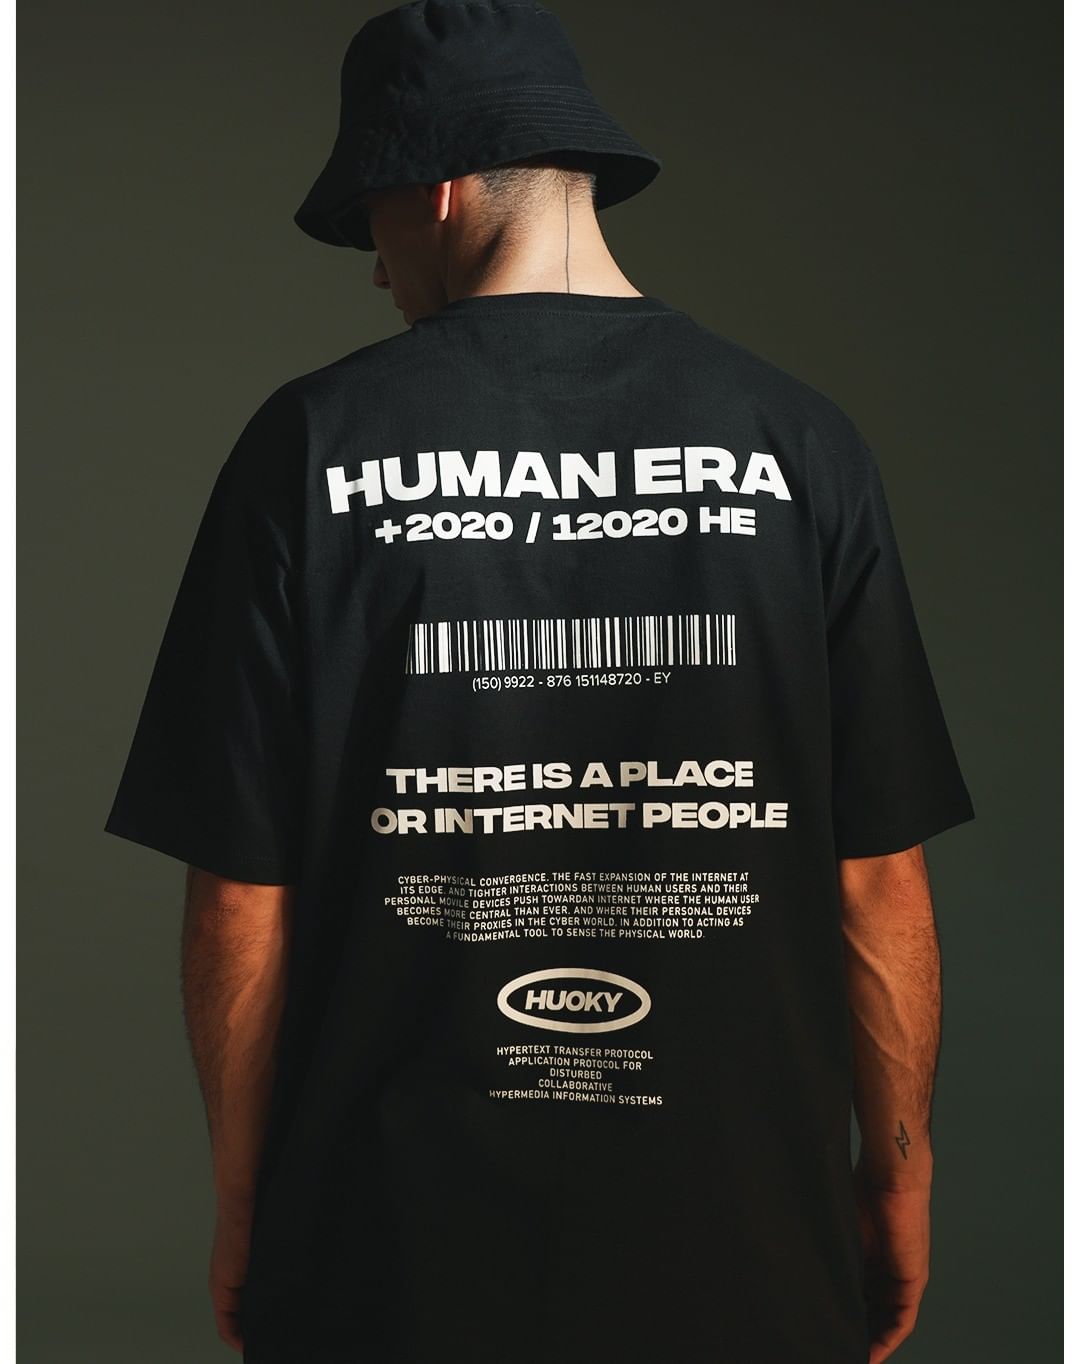 HUMAN ERA
+2020 / 12020 HE
(150) 9922 - 876 151148720 - EY
THERE IS A PLACE
OR INTERNET PEOPLE
CYBER-PHYSICAL CONVERGENCE, THE FAST EXPANSION OF THE INTERNET AT
ITS EDGE, AND TIGHTER INTERACTIONS BETWEEN HUMAN USERS AND THEIR
PERSONAL MOVILE DEVICES PUSH TOWARDAN INTERNET WHERE THE HUMAN USER
BECOMES MORE CENTRAL THAN EVER, AND WHERE THEIR PERSONAL DEVICES
BECOME THEIR PROXIES IN THE CYBER WORLD, IN ADDITION TO ACTING AS
A FUNDAMENTAL TOOL TO SENSE THE PHYSICAL WORLD.
HUOKY
HYPERTEXT TRANSFER PROTOCOL
APPLICATION PROTOCOL FOR
DISTURBED
COLLABORATIVE
HYPERMEDIA INFORMATION SYSTEMS